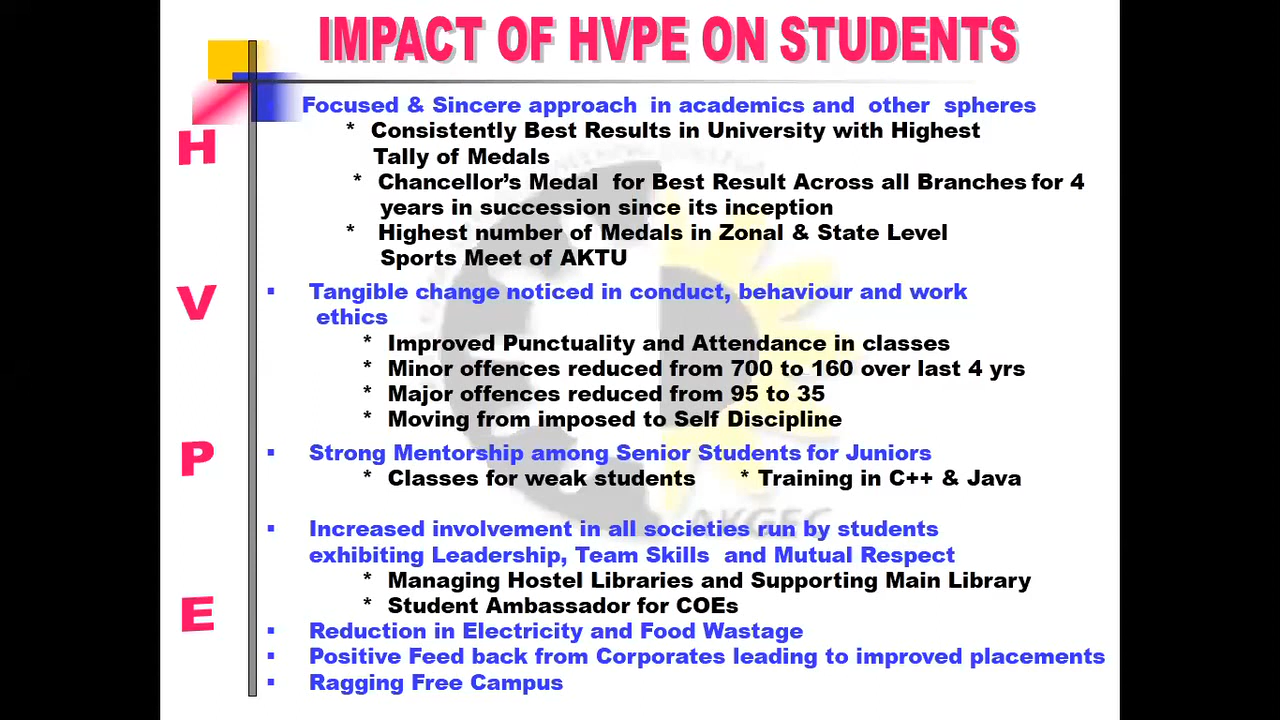 IMPACT OF HVPE ON STUDENTS
Focused & Sincere approach in academics and other spheres
* Consistently Best Results in University with Highest
Tally of Medals
* Chancellor's Medal for Best Result Across all Branches for 4
years in succession since its inception
* Highest number of Medals in Zonal & State Level
Sports Meet of AKTU
▪ Tangible change noticed in conduct, behaviour and work
ethics
* Improved Punctuality and Attendance in classes
* Minor offences reduced from 700 to 160 over last 4 yrs
* Major offences reduced from 95 to 35
* Moving from imposed to Self Discipline
▪ Strong Mentorship among Senior Students for Juniors
* Classes for weak students * Training in C++ & Java
▪ Increased involvement in all societies run by students
exhibiting Leadership, Team Skills and Mutual Respect
* Managing Hostel Libraries and Supporting Main Library
* Student Ambassador for COEs
▪ Reduction in Electricity and Food Wastage
▪ Positive Feed back from Corporates leading to improved placements
▪ Ragging Free Campus
H
V
P
E
AKGEC